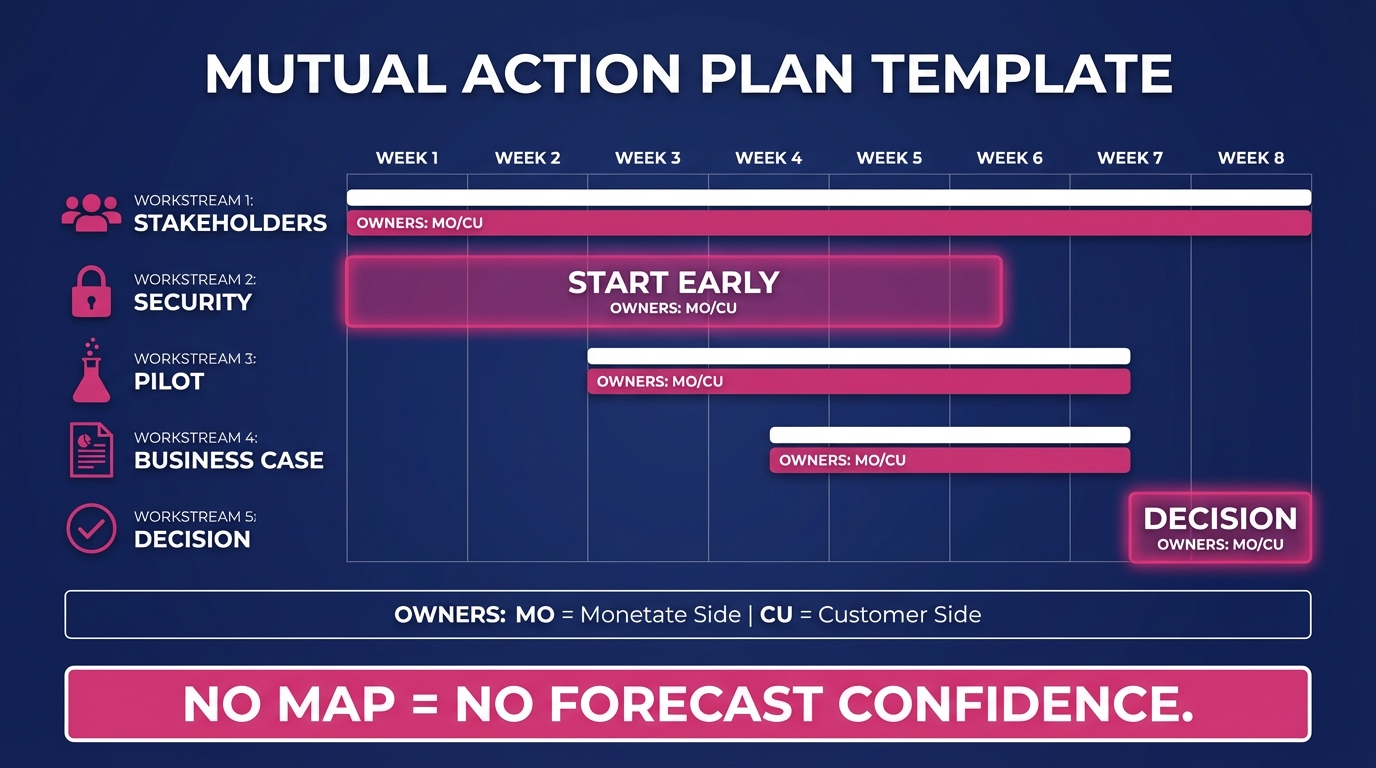 MUTUAL ACTION PLAN TEMPLATE
WEEK 1 WEEK 2 WEEK 3 WEEK 4 WEEK 5 WEEK 6 WEEK 7 WEEK 8
WORKSTREAM 1:
STAKEHOLDERS
OWNERS: MO/CU
WORKSTREAM 2:
SECURITY
START EARLY
OWNERS: MO/CU
WORKSTREAM 3:
PILOT
OWNERS: MO/CU
WORKSTREAM 4:
BUSINESS CASE
OWNERS: MO/CU
WORKSTREAM 5:
DECISION
DECISION
OWNERS: MO/CU
OWNERS: MO = Monetate Side | CU = Customer Side
NO MAP = NO FORECAST CONFIDENCE.